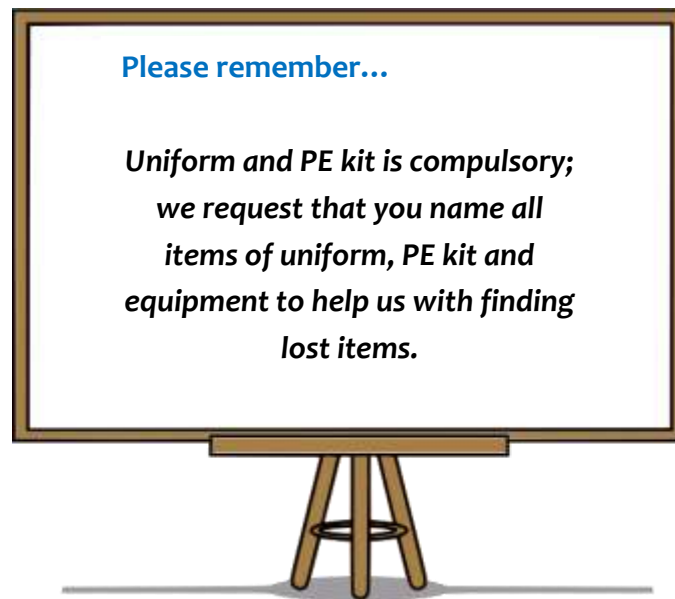 Please remember...
Uniform and PE kit is compulsory;
we request that you name all
items of uniform, PE kit and
equipment to help us with finding
lost items.